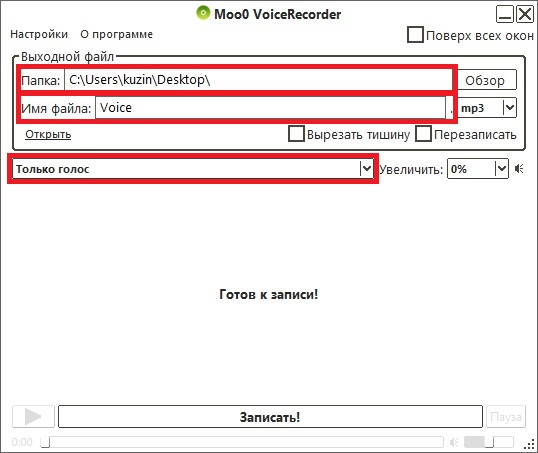 Moo0 VoiceRecorder
Настройки О программе Поверх всех окон
Выходной файл
Папка: C:\Users\kuzin\Desktop\ Обзор
Имя файла: Voice . mp3
Открыть Вырезать тишину Перезаписать
Только голос Увеличить: 0%
Готов к записи!
Записать! Пауза
0:00